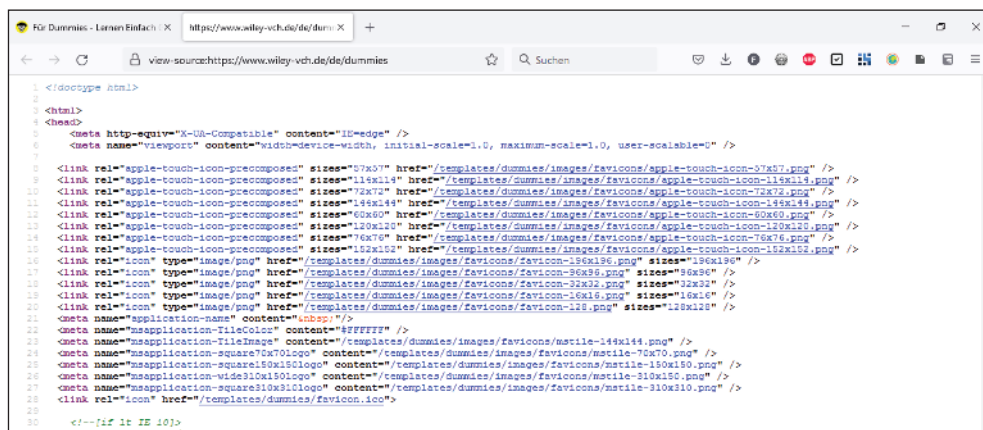 Für Dummies - Lernen Einfach
https://www.wiley-vch.de/de/dumm
view-source:https://www.wiley-vch.de/de/dummies
Suchen
1 <!doctype html>
2
3 <html>
4 <head>
5 <meta http-equiv="X-UA-Compatible" content="IE=edge" />
6 <meta name="viewport" content="width=device-width, initial-scale=1.0, maximum-scale=1.0, user-scalable=0" />
7
8 <link rel="apple-touch-icon-precomposed" sizes="57x57" href="/templates/dummies/images/favicons/apple-touch-icon-57x57.png" />
9 <link rel="apple-touch-icon-precomposed" sizes="114x114" href="/templates/dummies/images/favicons/apple-touch-icon-114x114.png" />
10 <link rel="apple-touch-icon-precomposed" sizes="72x72" href="/templates/dummies/images/favicons/apple-touch-icon-72x72.png" />
11 <link rel="apple-touch-icon-precomposed" sizes="144x144" href="/templates/dummies/images/favicons/apple-touch-icon-144x144.png" />
12 <link rel="apple-touch-icon-precomposed" sizes="60x60" href="/templates/dummies/images/favicons/apple-touch-icon-60x60.png" />
13 <link rel="apple-touch-icon-precomposed" sizes="120x120" href="/templates/dummies/images/favicons/apple-touch-icon-120x120.png" />
14 <link rel="apple-touch-icon-precomposed" sizes="76x76" href="/templates/dummies/images/favicons/apple-touch-icon-76x76.png" />
15 <link rel="apple-touch-icon-precomposed" sizes="152x152" href="/templates/dummies/images/favicons/apple-touch-icon-152x152.png" />
16 <link rel="icon" type="image/png" href="/templates/dummies/images/favicons/favicon-196x196.png" sizes="196x196" />
17 <link rel="icon" type="image/png" href="/templates/dummies/images/favicons/favicon-96x96.png" sizes="96x96" />
18 <link rel="icon" type="image/png" href="/templates/dummies/images/favicons/favicon-32x32.png" sizes="32x32" />
19 <link rel="icon" type="image/png" href="/templates/dummies/images/favicons/favicon-16x16.png" sizes="16x16" />
20 <link rel="icon" type="image/png" href="/templates/dummies/images/favicons/favicon-128.png" sizes="128x128" />
21 <meta name="application-name" content="&nbsp;"/>
22 <meta name="msapplication-TileColor" content="#FFFFFF" />
23 <meta name="msapplication-TileImage" content="/templates/dummies/images/favicons/mstile-144x144.png" />
24 <meta name="msapplication-square70x70logo" content="/templates/dummies/images/favicons/mstile-70x70.png" />
25 <meta name="msapplication-square150x150logo" content="/templates/dummies/images/favicons/mstile-150x150.png" />
26 <meta name="msapplication-wide310x150logo" content="/templates/dummies/images/favicons/mstile-310x150.png" />
27 <meta name="msapplication-square310x310logo" content="/templates/dummies/images/favicons/mstile-310x310.png" />
28 <link rel="icon" href="/templates/dummies/favicon.ico">
29
30 <!--[if lt IE 10]>